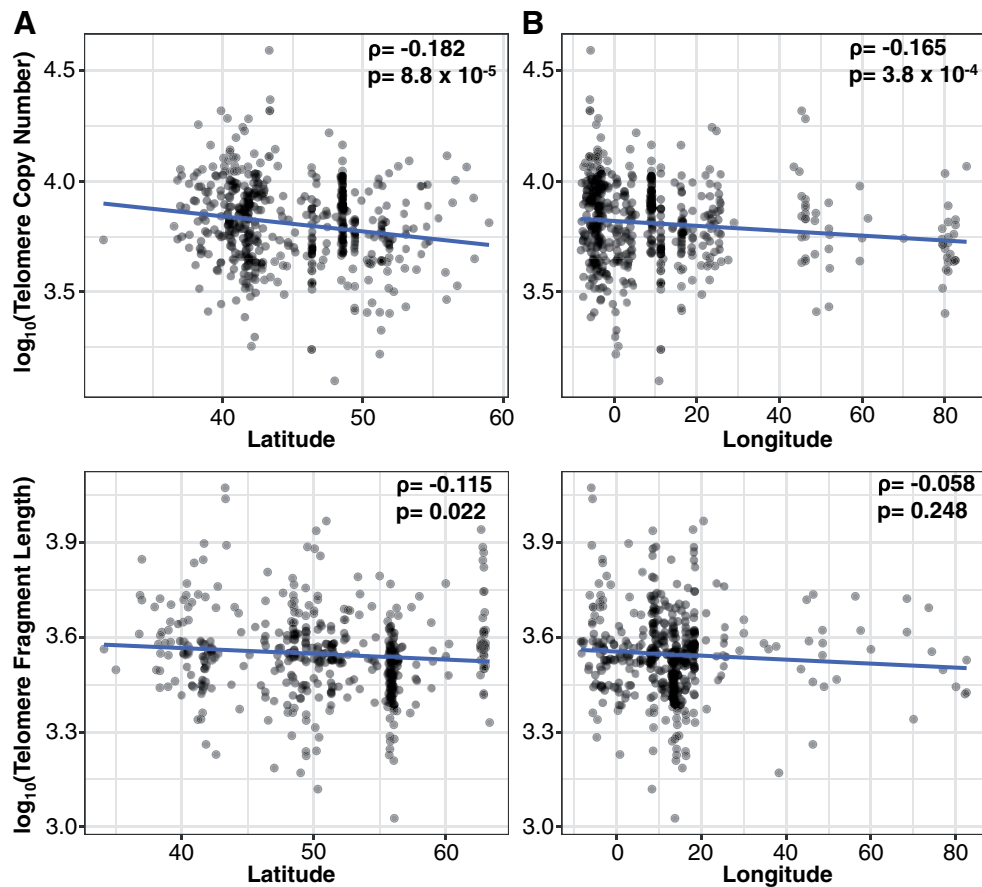 A
B
log₁₀(Telomere Copy Number)
4.5
4.0
3.5
ρ= -0.182
p= 8.8 x 10⁻⁵
40
50
60
Latitude
4.5
4.0
3.5
ρ= -0.165
p= 3.8 x 10⁻⁴
0
20
40
60
80
Longitude
log₁₀(Telomere Fragment Length)
3.9
3.6
3.3
3.0
ρ= -0.115
p= 0.022
40
50
60
Latitude
3.9
3.6
3.3
3.0
ρ= -0.058
p= 0.248
0
20
40
60
80
Longitude